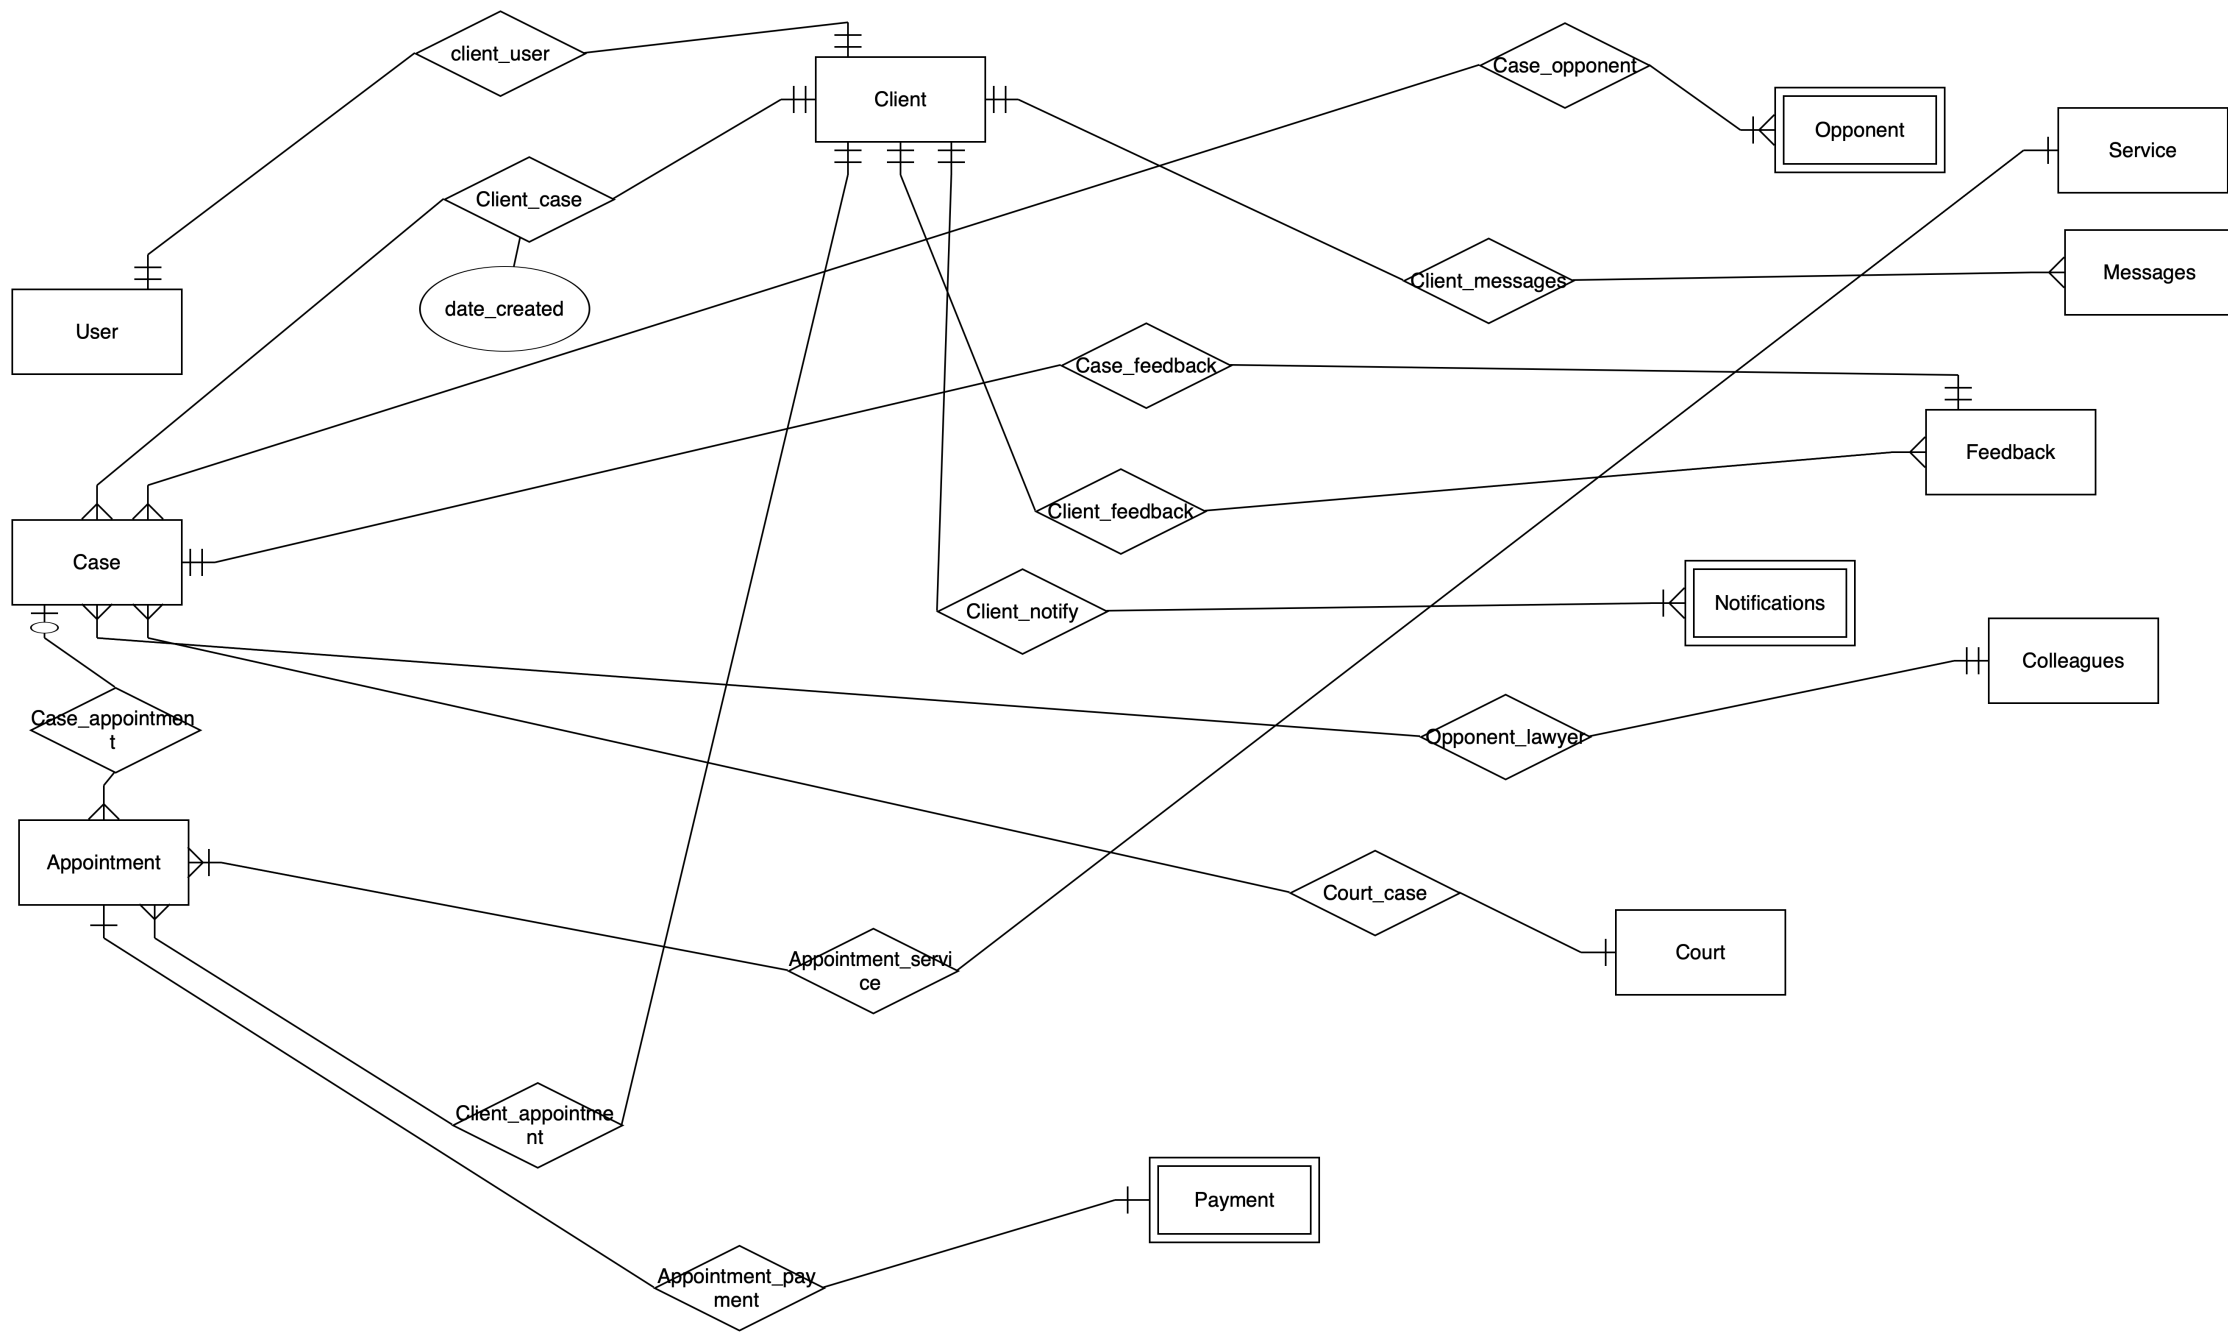 client_user
Case_opponent
Client
Opponent
Service
Client_case
Messages
Client_messages
date_created
User
Case_feedback
Feedback
Client_feedback
Case
Notifications
Client_notify
Colleagues
Case_appointmen
t
Opponent_lawyer
Appointment
Court_case
Court
Appointment_servi
ce
Client_appointme
nt
Payment
Appointment_pay
ment